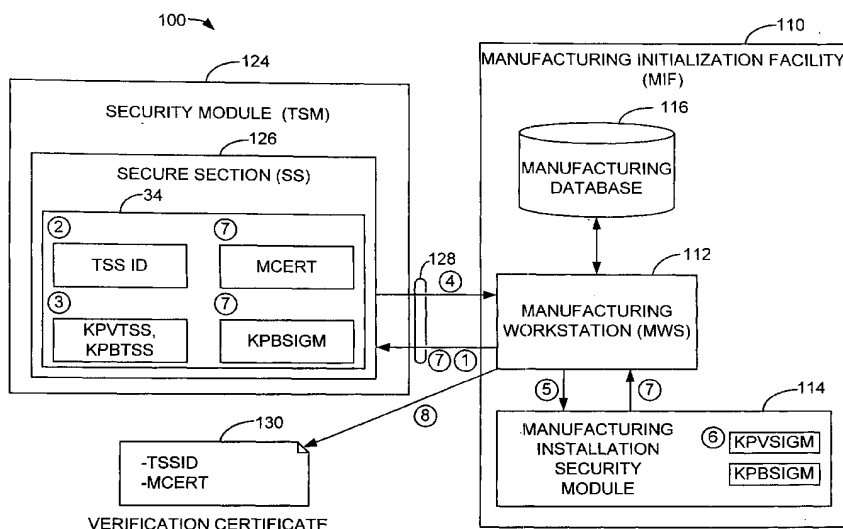 100
124
SECURITY MODULE (TSM)
126
SECURE SECTION (SS)
34
2
TSS ID
7
MCERT
3
KPVTSS,
KPBTSS
7
KPBSIGM
128
4
7 1
8
110
MANUFACTURING INITIALIZATION FACILITY
(MIF)
116
MANUFACTURING
DATABASE
112
MANUFACTURING
WORKSTATION (MWS)
5
7
114
MANUFACTURING
INSTALLATION
SECURITY
MODULE
6
KPVSIGM
KPBSIGM
130
-TSSID
-MCERT
VERIFICATION CERTIFICATE